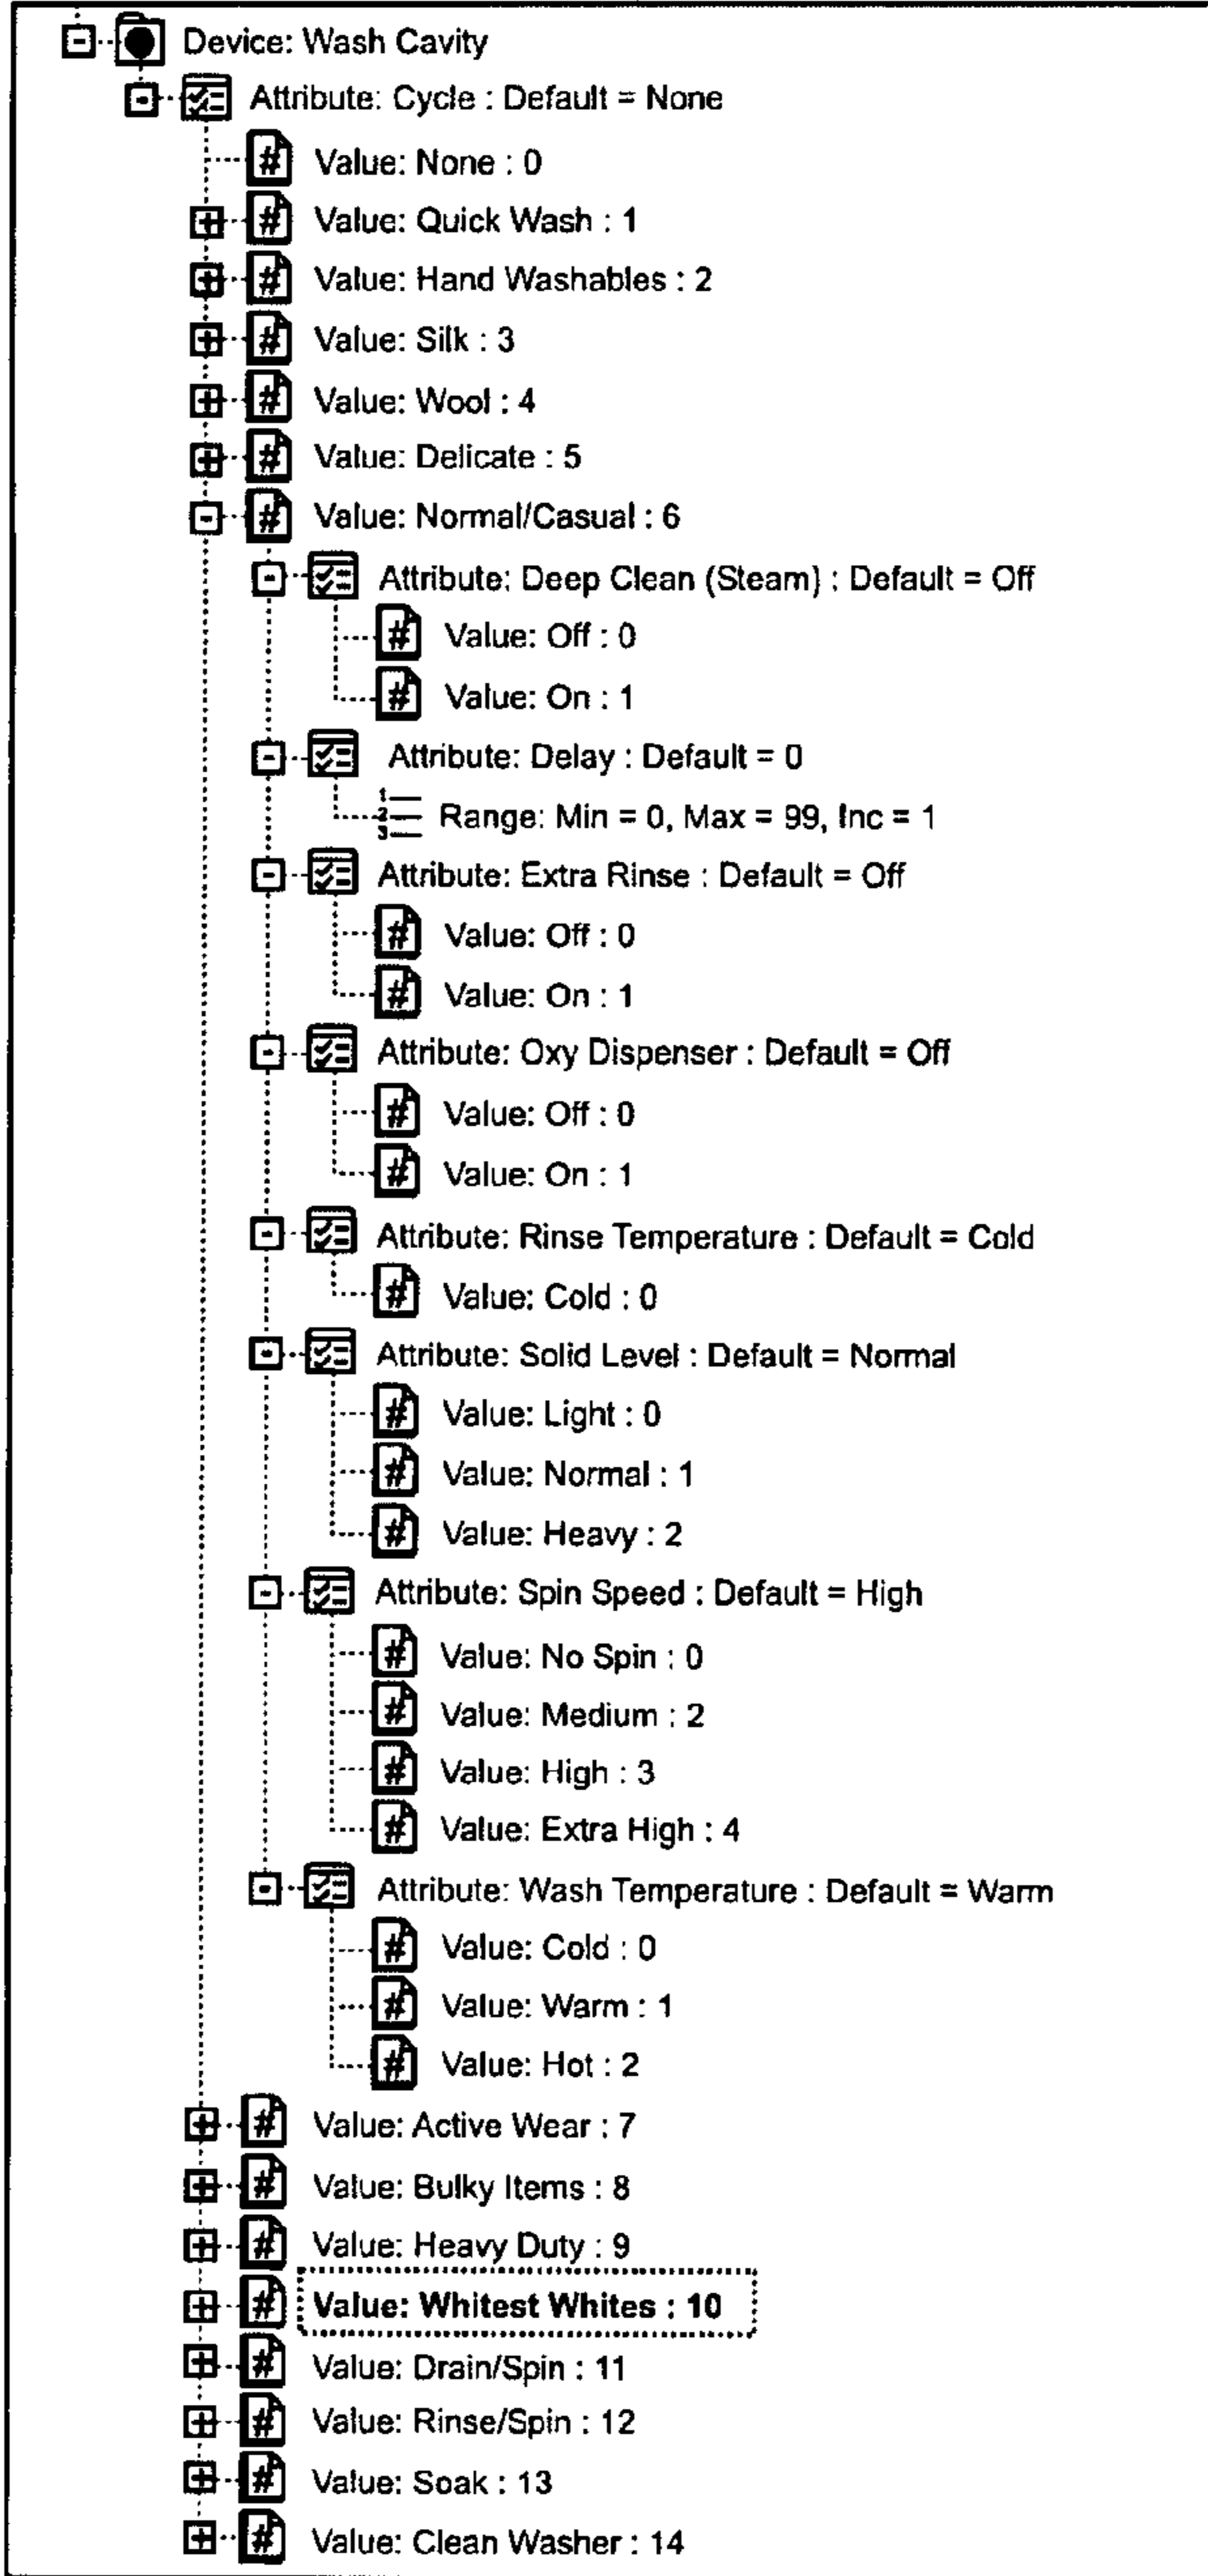 Device: Wash Cavity
Attribute: Cycle : Default = None
# Value: None : 0
# Value: Quick Wash : 1
# Value: Hand Washables : 2
# Value: Silk : 3
# Value: Wool : 4
# Value: Delicate : 5
# Value: Normal/Casual : 6
Attribute: Deep Clean (Steam) : Default = Off
# Value: Off : 0
# Value: On : 1
Attribute: Delay : Default = 0
1 2 3 Range: Min = 0, Max = 99, Inc = 1
Attribute: Extra Rinse : Default = Off
# Value: Off : 0
# Value: On : 1
Attribute: Oxy Dispenser : Default = Off
# Value: Off : 0
# Value: On : 1
Attribute: Rinse Temperature : Default = Cold
# Value: Cold : 0
Attribute: Solid Level : Default = Normal
# Value: Light : 0
# Value: Normal : 1
# Value: Heavy : 2
Attribute: Spin Speed : Default = High
# Value: No Spin : 0
# Value: Medium : 2
# Value: High : 3
# Value: Extra High : 4
Attribute: Wash Temperature : Default = Warm
# Value: Cold : 0
# Value: Warm : 1
# Value: Hot : 2
# Value: Active Wear : 7
# Value: Bulky Items : 8
# Value: Heavy Duty : 9
# Value: Whitest Whites : 10
# Value: Drain/Spin : 11
# Value: Rinse/Spin : 12
# Value: Soak : 13
# Value: Clean Washer : 14